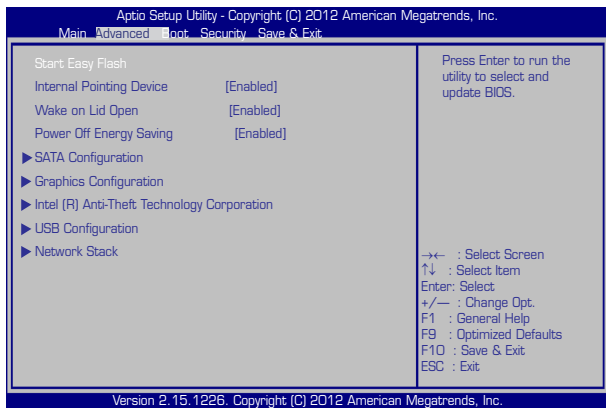 Aptio Setup Utility - Copyright (C) 2012 American Megatrends, Inc.
Main Advanced Boot Security Save & Exit
Start Easy Flash
Internal Pointing Device [Enabled]
Wake on Lid Open [Enabled]
Power Off Energy Saving [Enabled]
▶ SATA Configuration
▶ Graphics Configuration
▶ Intel (R) Anti-Theft Technology Corporation
▶ USB Configuration
▶ Network Stack
Press Enter to run the
utility to select and
update BIOS.
→← : Select Screen
↑↓ : Select Item
Enter: Select
+/— : Change Opt.
F1 : General Help
F9 : Optimized Defaults
F10 : Save & Exit
ESC : Exit
Version 2.15.1226. Copyright (C) 2012 American Megatrends, Inc.